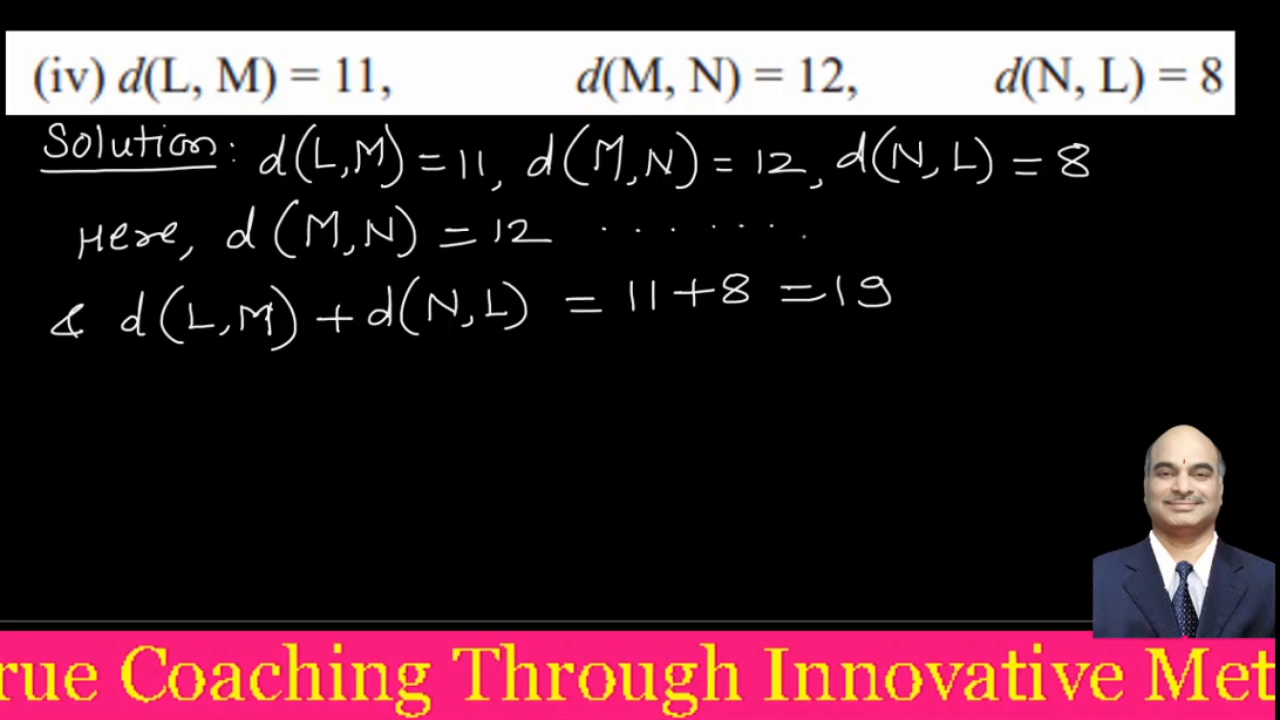 (iv) d(L, M) = 11, d(M, N) = 12, d(N, L) = 8
Solution: d(L,M) = 11, d(M,N) = 12, d(N,L) = 8
Here, d(M,N) = 12 .......
& d(L,M) + d(N,L) = 11+8 = 19
rue Coaching Through Innovative Met